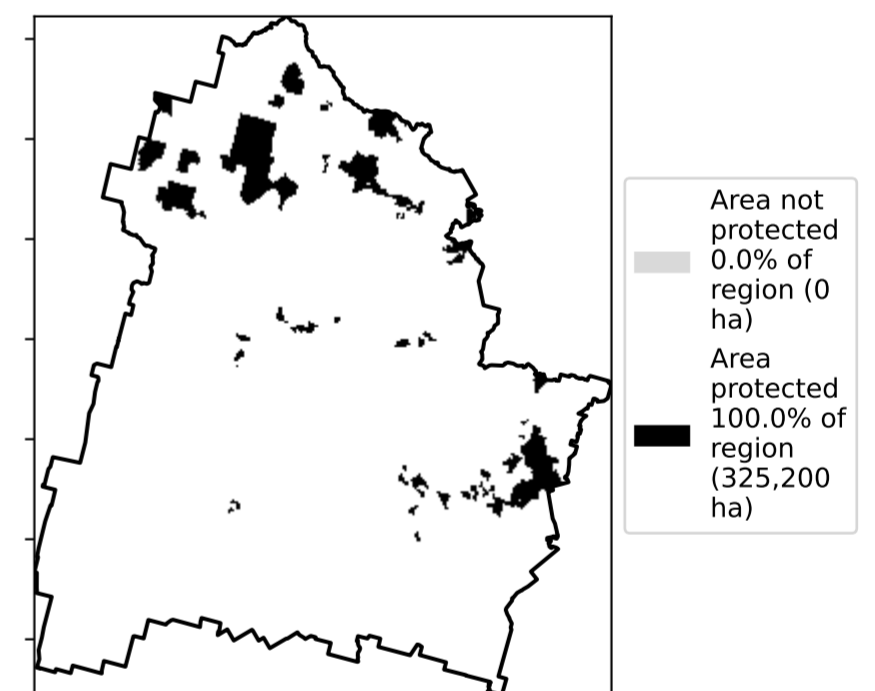 Area not
protected
0.0% of
region (0
ha)
Area
protected
100.0% of
region
(325,200
ha)